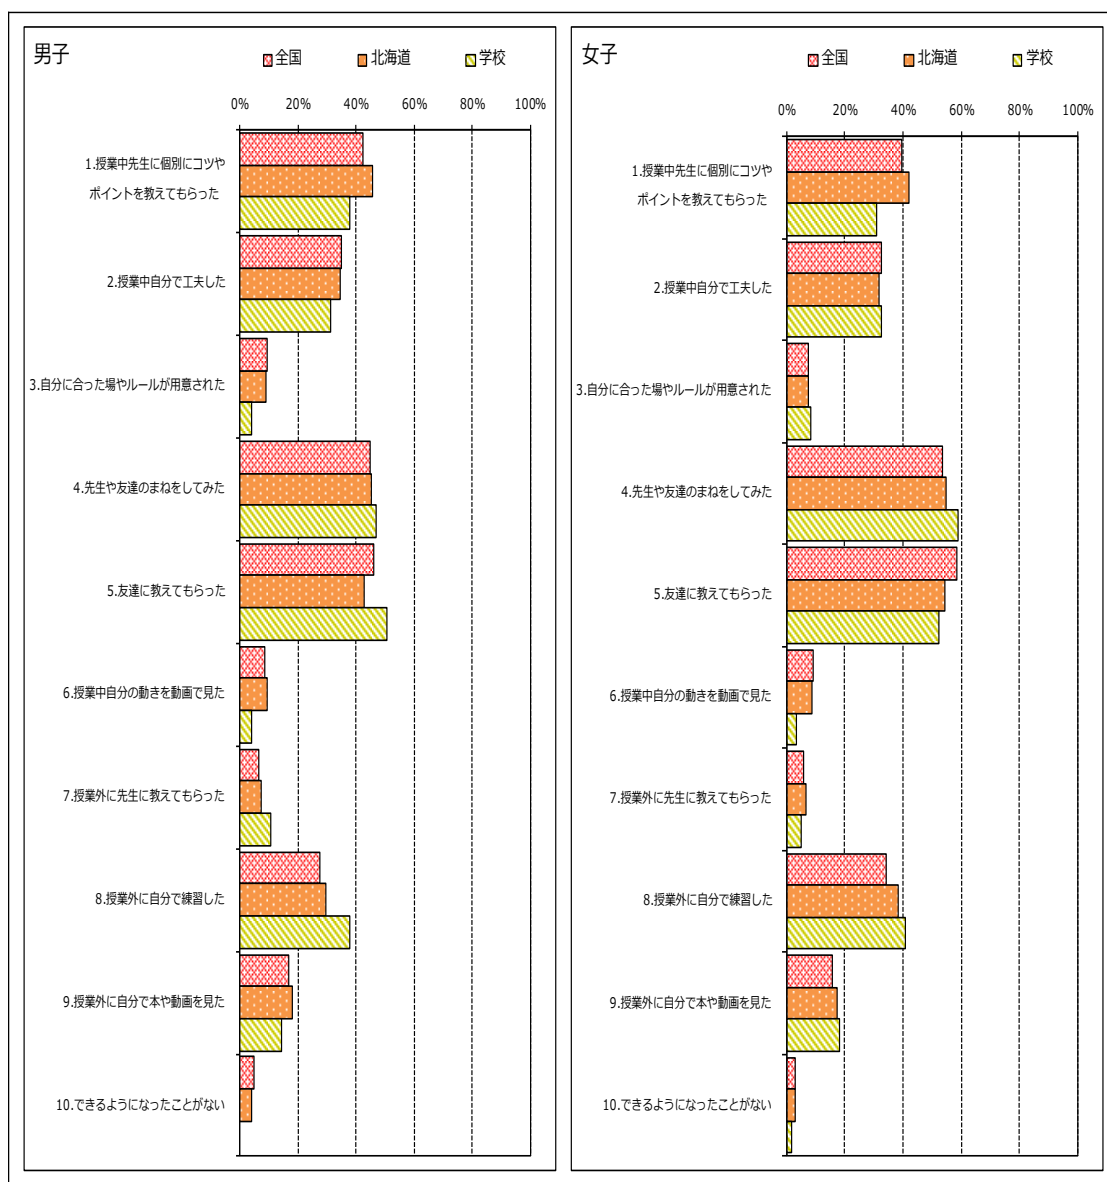 男子
全国 北海道 学校
0% 20% 40% 60% 80% 100%
1.授業中先生に個別にコツや
ポイントを教えてもらった
2.授業中自分で工夫した
3.自分に合った場やルールが用意された
4.先生や友達のまねをしてみた
5.友達に教えてもらった
6.授業中自分の動きを動画で見た
7.授業外に先生に教えてもらった
8.授業外に自分で練習した
9.授業外に自分で本や動画を見た
10.できるようになったことがない
女子
全国 北海道 学校
0% 20% 40% 60% 80% 100%
1.授業中先生に個別にコツや
ポイントを教えてもらった
2.授業中自分で工夫した
3.自分に合った場やルールが用意された
4.先生や友達のまねをしてみた
5.友達に教えてもらった
6.授業中自分の動きを動画で見た
7.授業外に先生に教えてもらった
8.授業外に自分で練習した
9.授業外に自分で本や動画を見た
10.できるようになったことがない